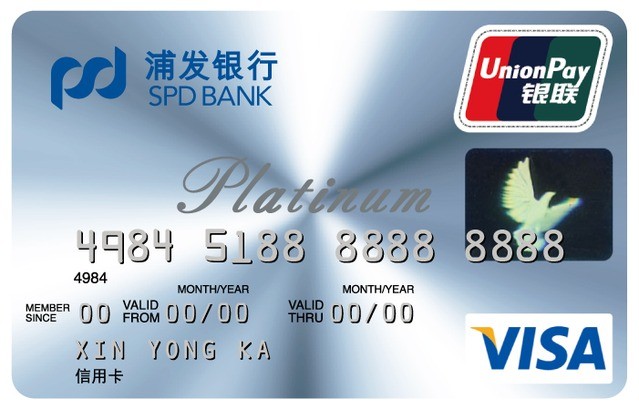 浦发银行
SPD BANK
UnionPay
银联
Platinum
4984 5188 8888 8888
4984
MONTH/YEAR MONTH/YEAR
MEMBER SINCE 00 VALID FROM 00/00 VALID THRU 00/00
XIN YONG KA
信用卡
VISA